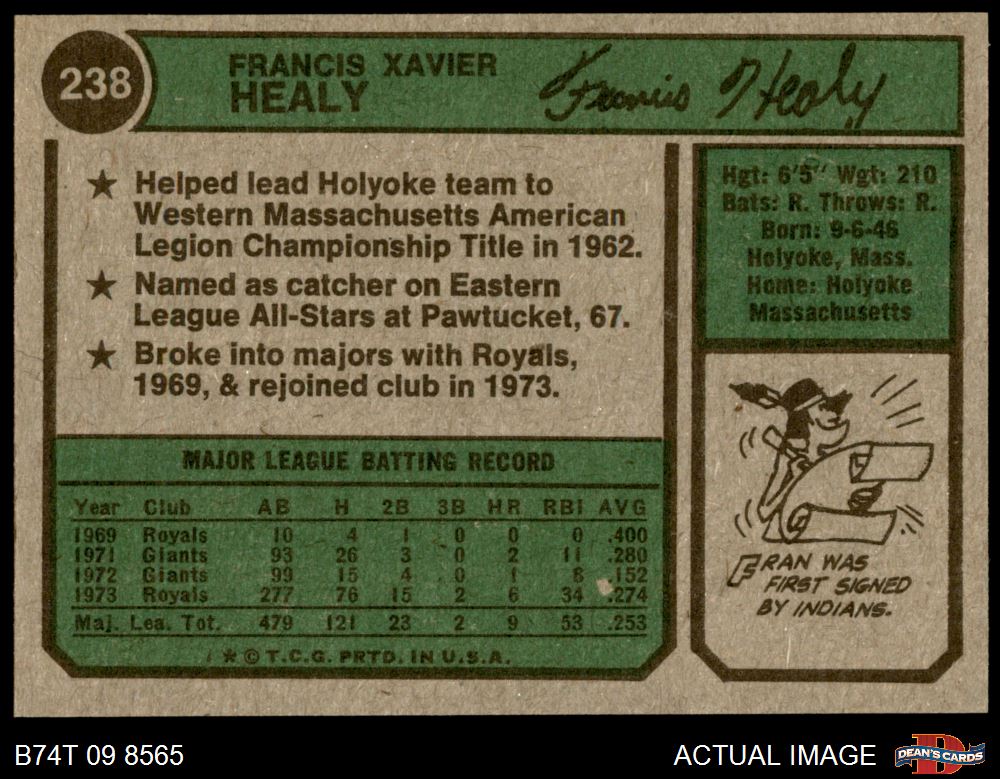 238
FRANCIS XAVIER
HEALY
Francis Healy
★ Helped lead Holyoke team to
Western Massachusetts American
Legion Championship Title in 1962.
★ Named as catcher on Eastern
League All-Stars at Pawtucket, 67.
★ Broke into majors with Royals,
1969, & rejoined club in 1973.
Hgt: 6'5" Wgt: 210
Bats: R. Throws: R.
Born: 9-6-46
Holyoke, Mass.
Home: Holyoke
Massachusetts
MAJOR LEAGUE BATTING RECORD
Year Club AB H 2B 3B HR RBI AVG
1969 Royals 10 4 1 0 0 0 .400
1971 Giants 93 26 3 0 2 11 .280
1972 Giants 99 15 4 0 1 8 .152
1973 Royals 277 76 15 2 6 34 .274
Maj. Lea. Tot. 479 121 23 2 9 53 .253
* © T.C.G. PRTD. IN U.S.A.
FRAN WAS
FIRST SIGNED
BY INDIANS.
B74T 09 8565
ACTUAL IMAGE
DEAN'S CARDS